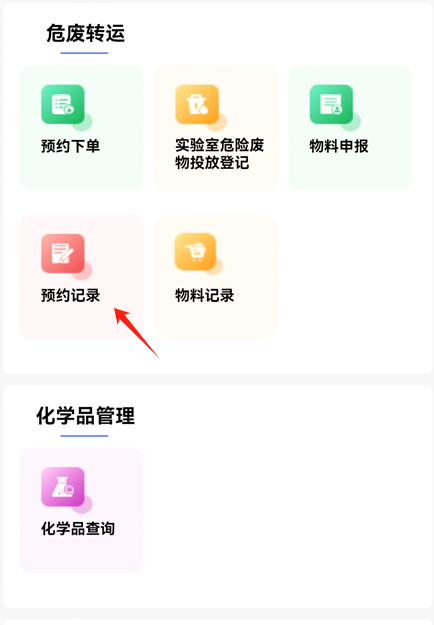 危废转运
预约下单
实验室危险废
物投放登记
物料申报
预约记录
物料记录
化学品管理
化学品查询